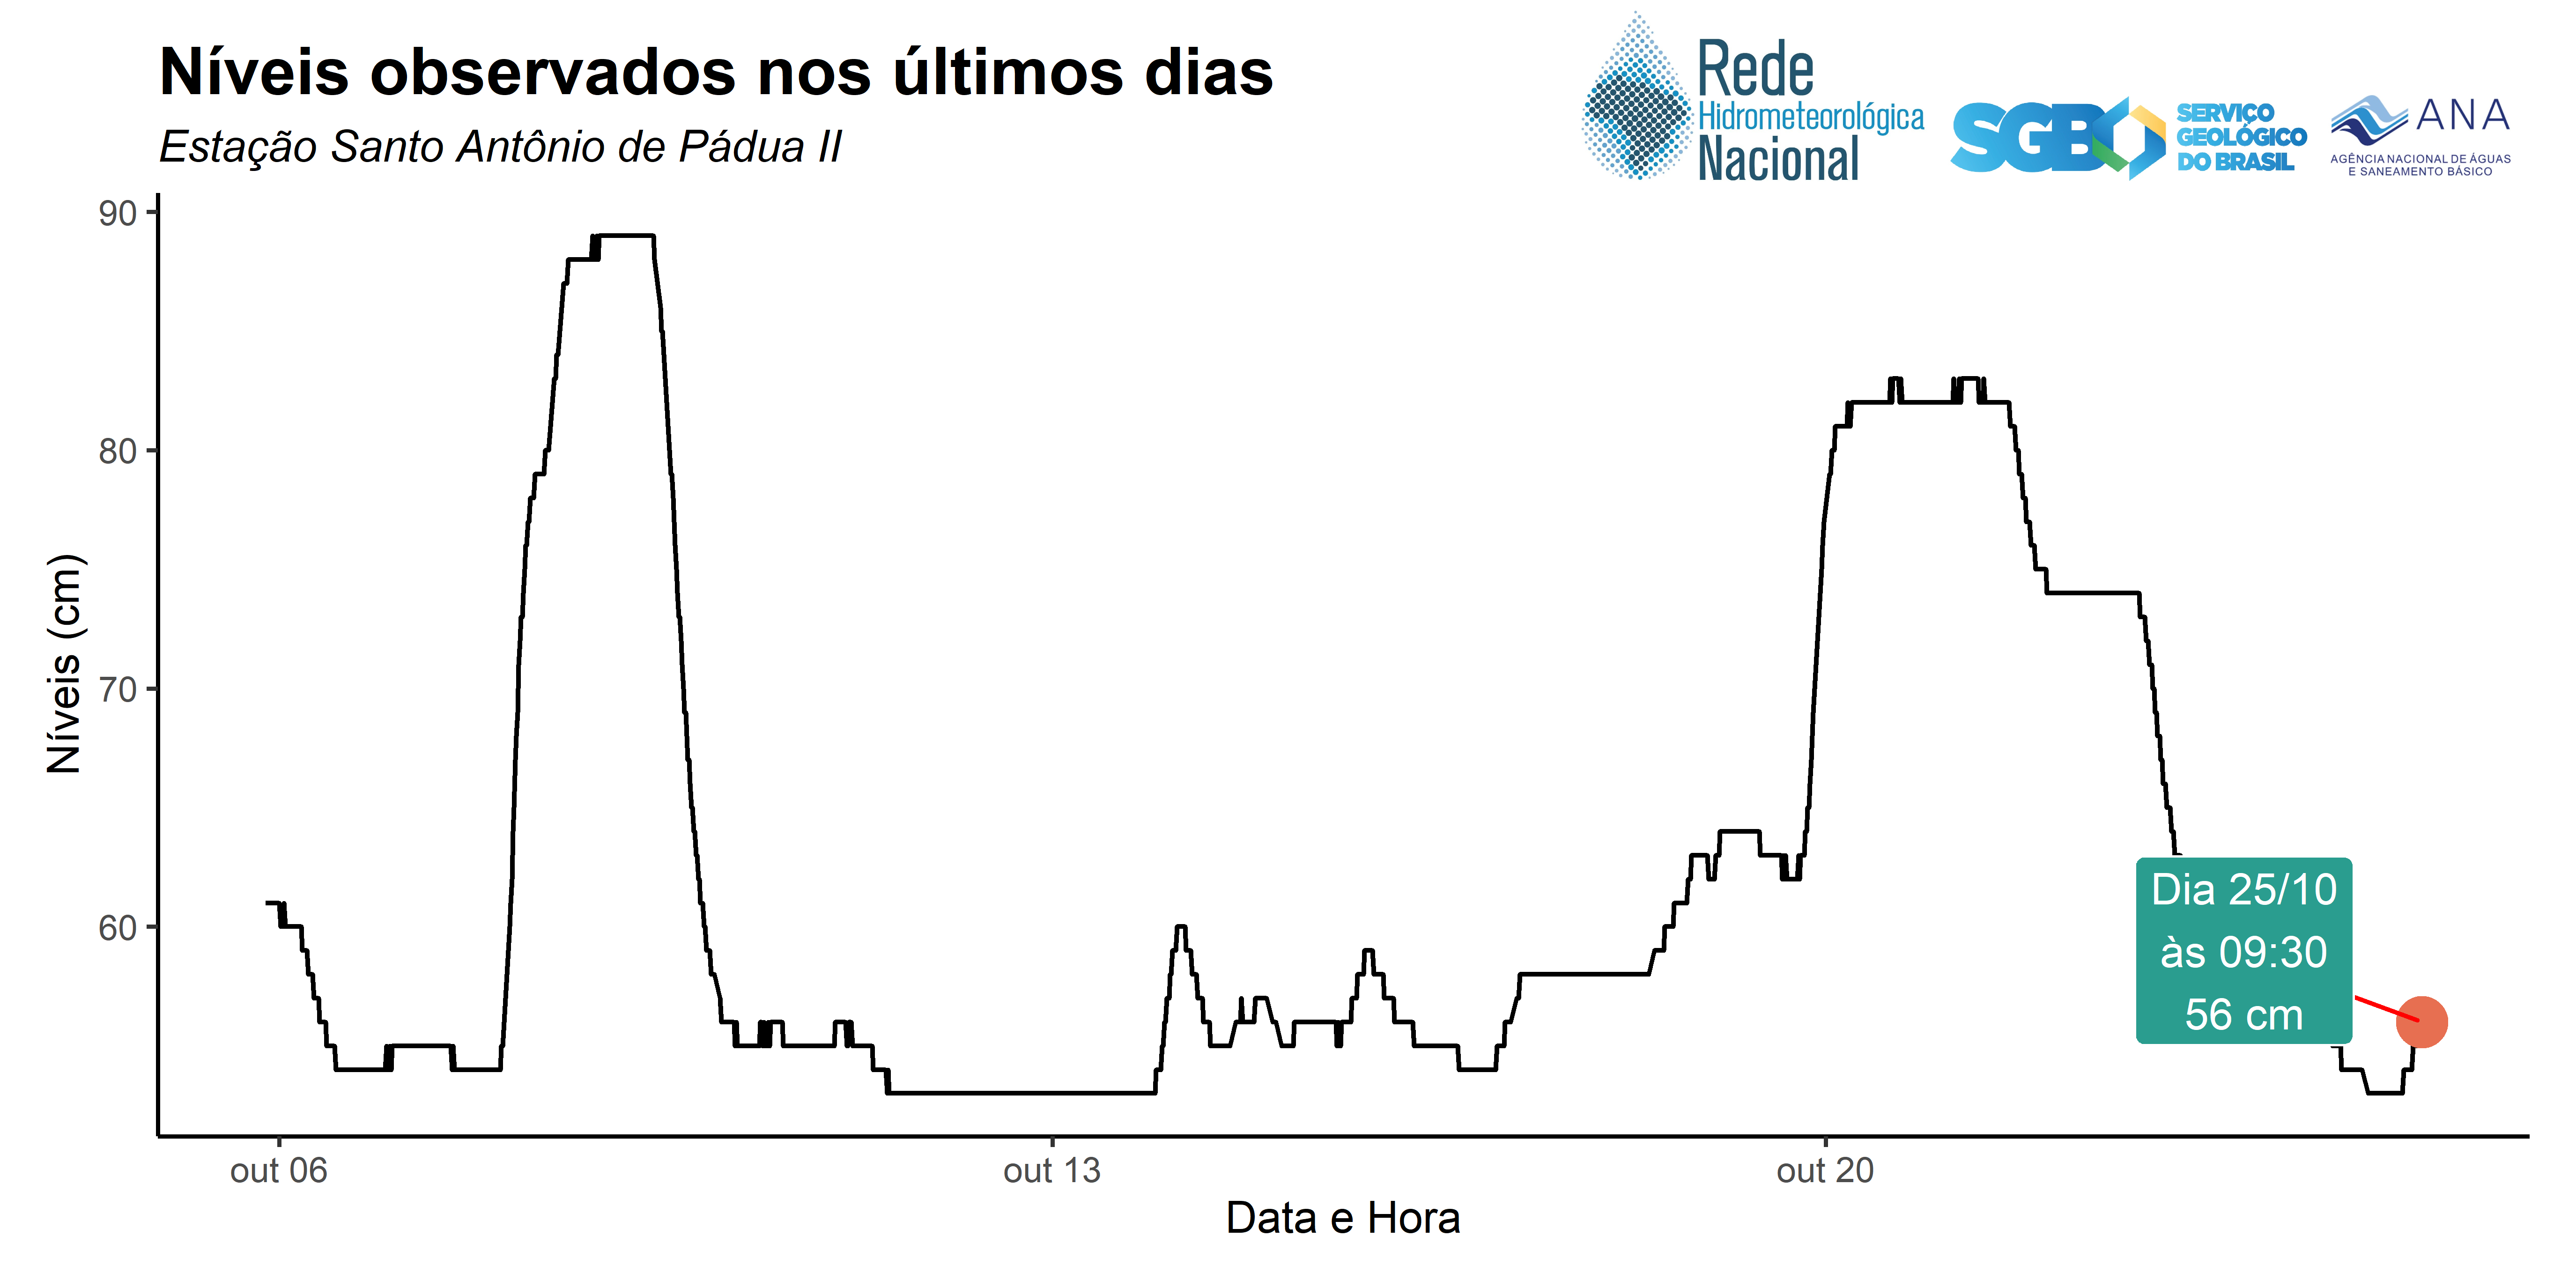 Níveis observados nos últimos dias
Estação Santo Antônio de Pádua II
Rede
Hidrometeorológica
Nacional
SGB
SERVIÇO
GEOLÓGICO
DO BRASIL
ANA
AGÊNCIA NACIONAL DE ÁGUAS
E SANEAMENTO BÁSICO
Níveis (cm)
90
80
70
60
Dia 25/10
às 09:30
56 cm
out 06
out 13
out 20
Data e Hora